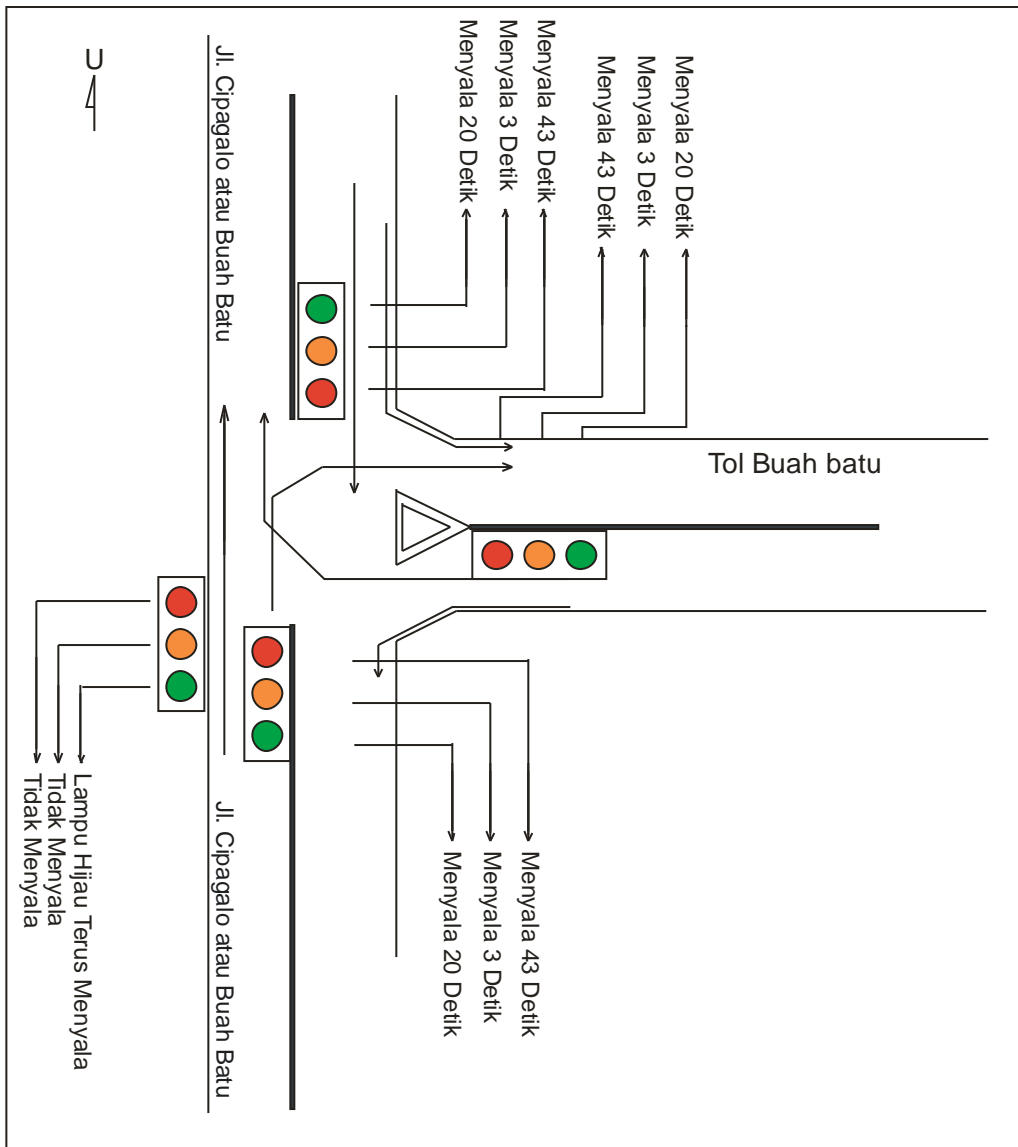 U
Jl. Cipagalo atau Buah Batu
Menyala 20 Detik
Menyala 3 Detik
Menyala 43 Detik
Menyala 43 Detik
Menyala 3 Detik
Menyala 20 Detik
Tol Buah batu
Tidak Menyala
Tidak Menyala
Lampu Hijau Terus Menyala
Jl. Cipagalo atau Buah Batu
Menyala 20 Detik
Menyala 3 Detik
Menyala 43 Detik